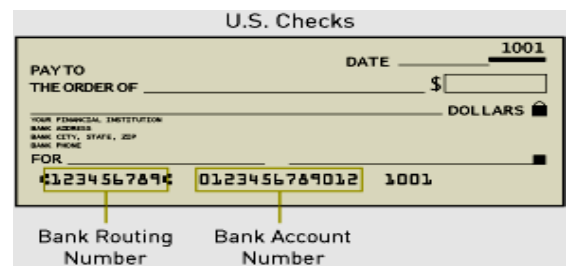 U.S. Checks
1001
DATE
PAY TO
THE ORDER OF $
DOLLARS
YOUR FINANCIAL INSTITUTION
BANK ADDRESS
BANK CITY, STATE, ZIP
BANK PHONE
FOR
⑆123456789⑆ 0123456789012 1001
Bank Routing Bank Account
Number Number